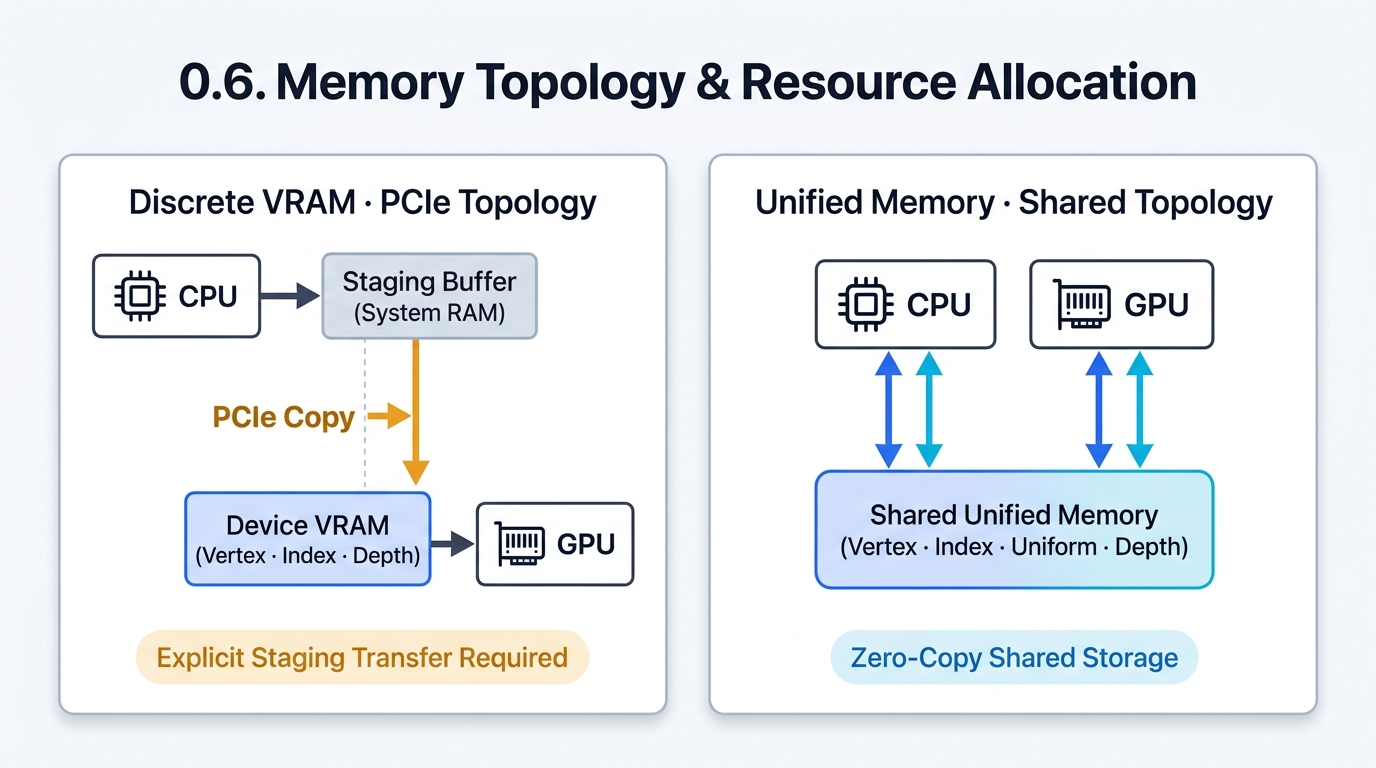 0.6. Memory Topology & Resource Allocation
Discrete VRAM · PCIe Topology
CPU
Staging Buffer
(System RAM)
PCIe Copy
Device VRAM
(Vertex · Index · Depth)
GPU
Explicit Staging Transfer Required
Unified Memory · Shared Topology
CPU
GPU
Shared Unified Memory
(Vertex · Index · Uniform · Depth)
Zero-Copy Shared Storage